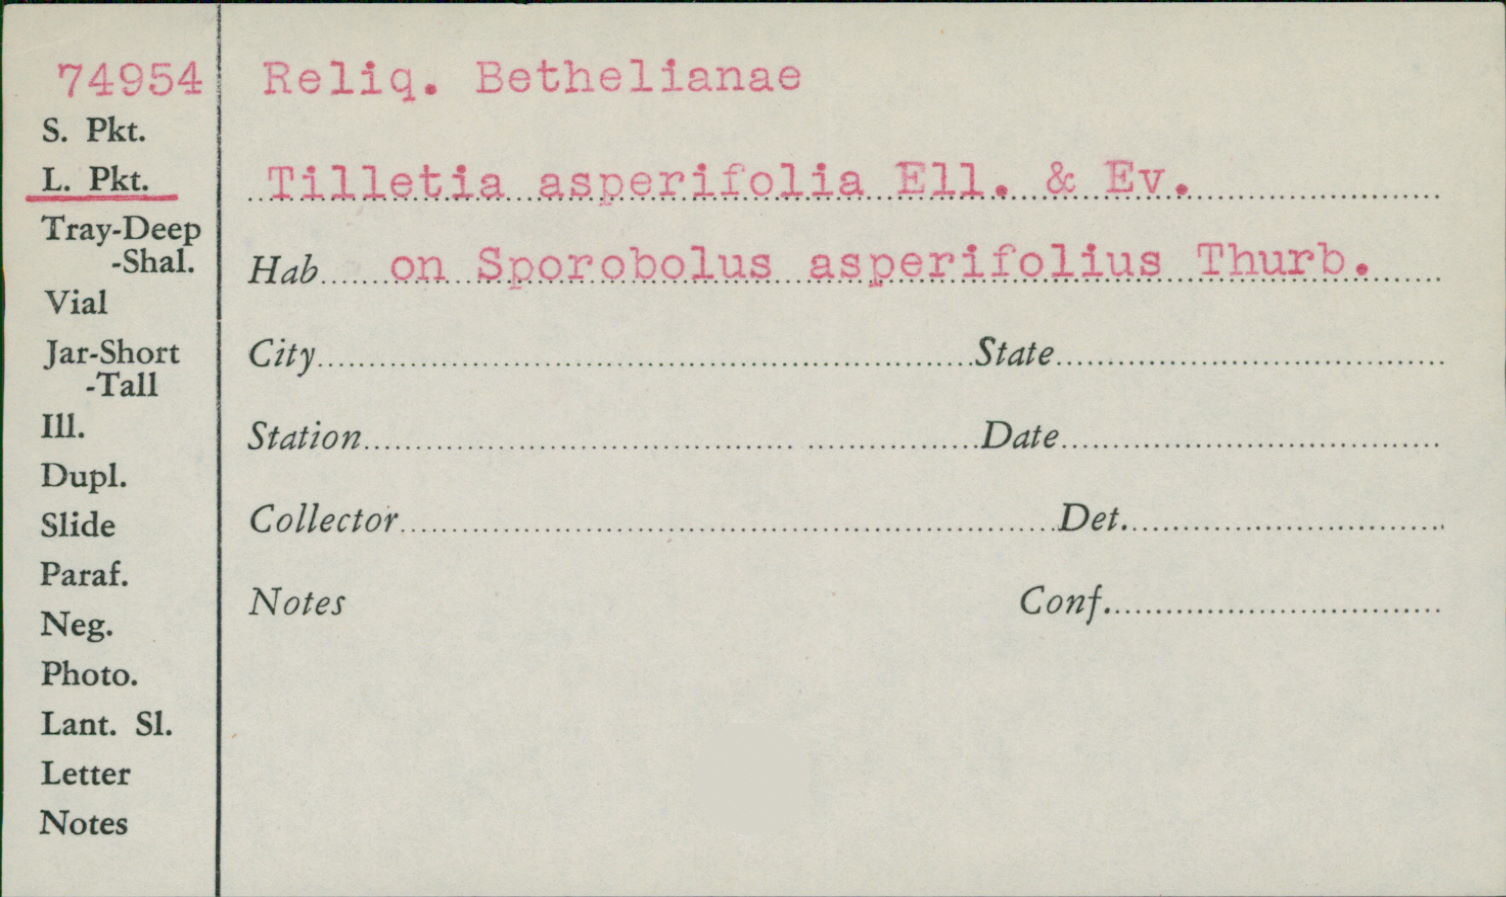 74954
Reliq. Bethelianae
S. Pkt.
L. Pkt.
Tray-Deep
-Shal.
Vial
Jar-Short
-Tall
Ill.
Dupl.
Slide
Paraf.
Neg.
Photo.
Lant. Sl.
Letter
Notes
Tilletia asperifolia Ell. & Ev.
Hab on Sporobolus asperifolius Thurb.
City State
Station Date
Collector Det.
Notes Conf.